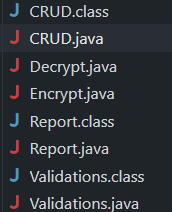 CRUD.class
CRUD.java
Decrypt.java
Encrypt.java
Report.class
Report.java
Validations.class
Validations.java